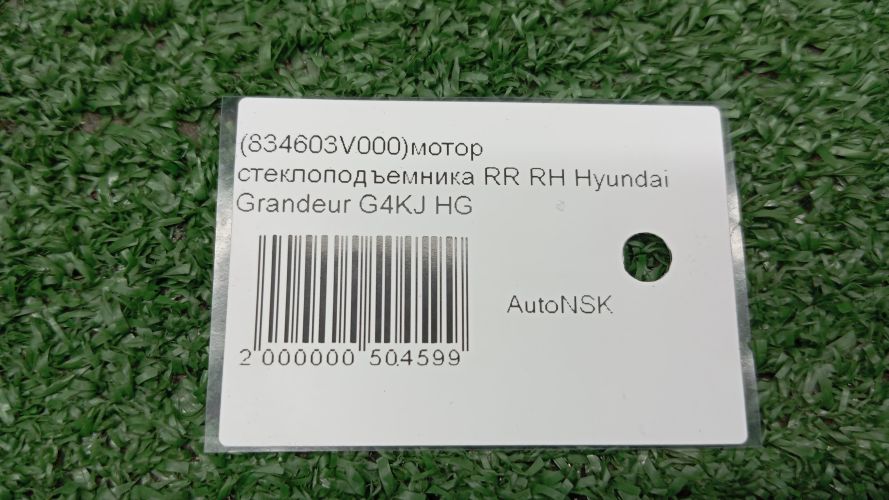 (834603V000)мотор
стеклоподъемника RR RH Hyundai
Grandeur G4KJ HG
AutoNSK
2 000000 504599